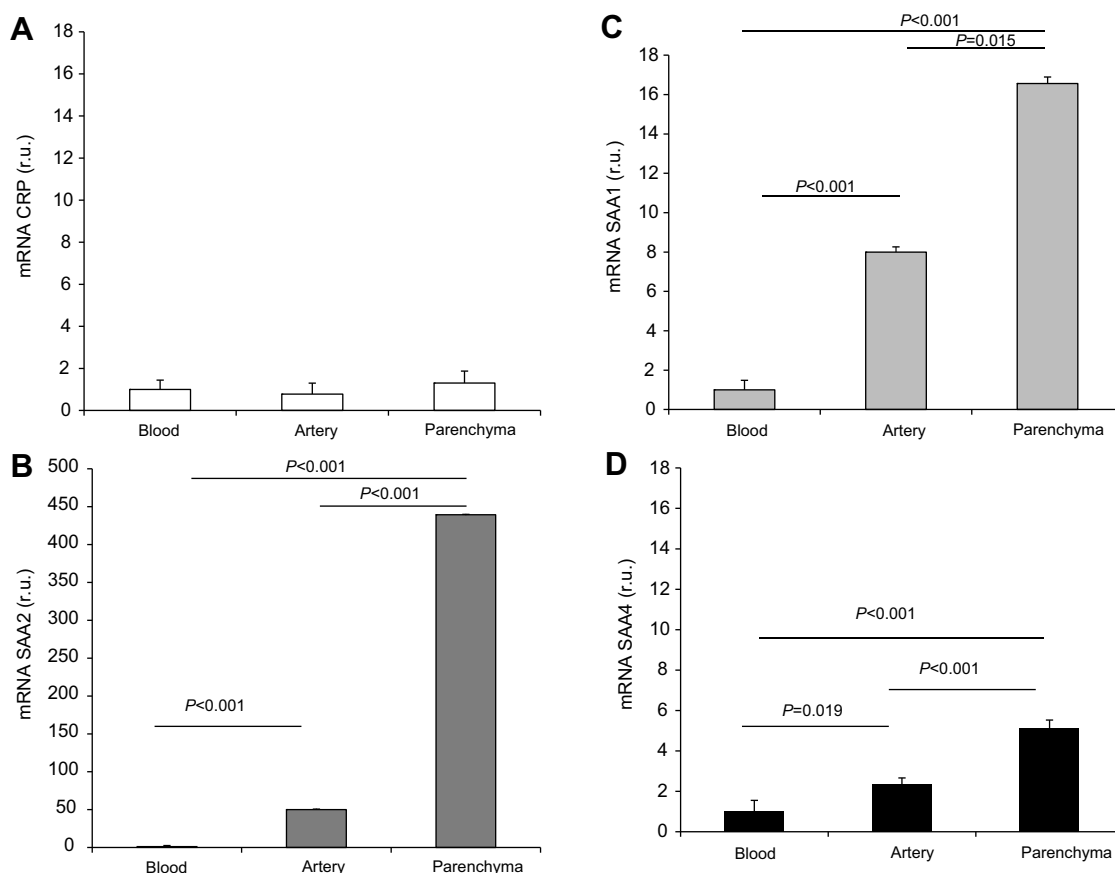 A
mRNA CRP (r.u.)
18
16
14
12
10
8
6
4
2
0
Blood Artery Parenchyma
B
mRNA SAA2 (r.u.)
500
450
400
350
300
250
200
150
100
50
0
P<0.001
P<0.001
P<0.001
Blood Artery Parenchyma
C
mRNA SAA1 (r.u.)
18
16
14
12
10
8
6
4
2
0
P<0.001
P=0.015
P<0.001
Blood Artery Parenchyma
D
mRNA SAA4 (r.u.)
18
16
14
12
10
8
6
4
2
0
P<0.001
P<0.001
P=0.019
Blood Artery Parenchyma